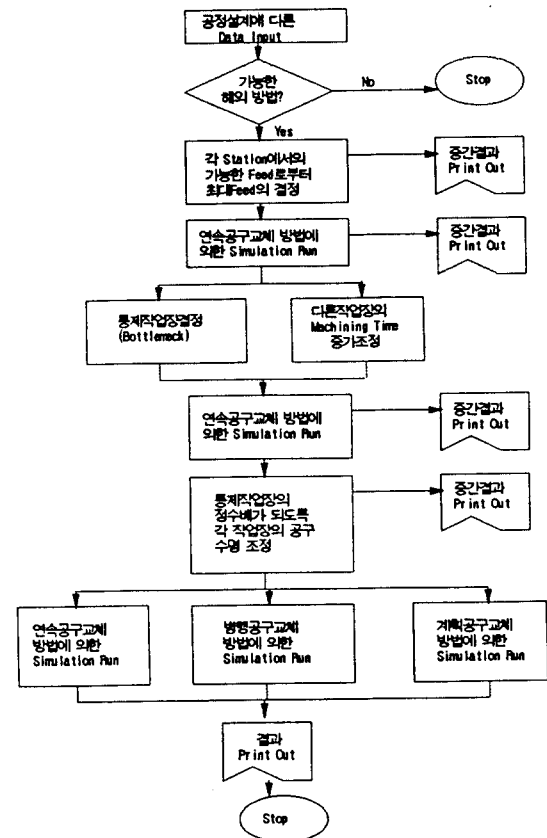 공정설계에 다른
Data Input
가능한
해의 방법?
No
Stop
Yes
각 Station에서의
가능한 Feed로부터
최대Feed의 결정
중간결과
Print Out
연속공구교체 방법에
의한 Simulation Run
중간결과
Print Out
통제작업장결정
(Bottleneck)
다른작업장의
Machining Time
증가조정
연속공구교체 방법에
의한 Simulation Run
중간결과
Print Out
통제작업장의
정수배가 되도록
각 작업장의 공구
수명 조정
중간결과
Print Out
연속공구교체
방법에 의한
Simulation Run
병행공구교체
방법에 의한
Simulation Run
계획공구교체
방법에 의한
Simulation Run
결과
Print Out
Stop